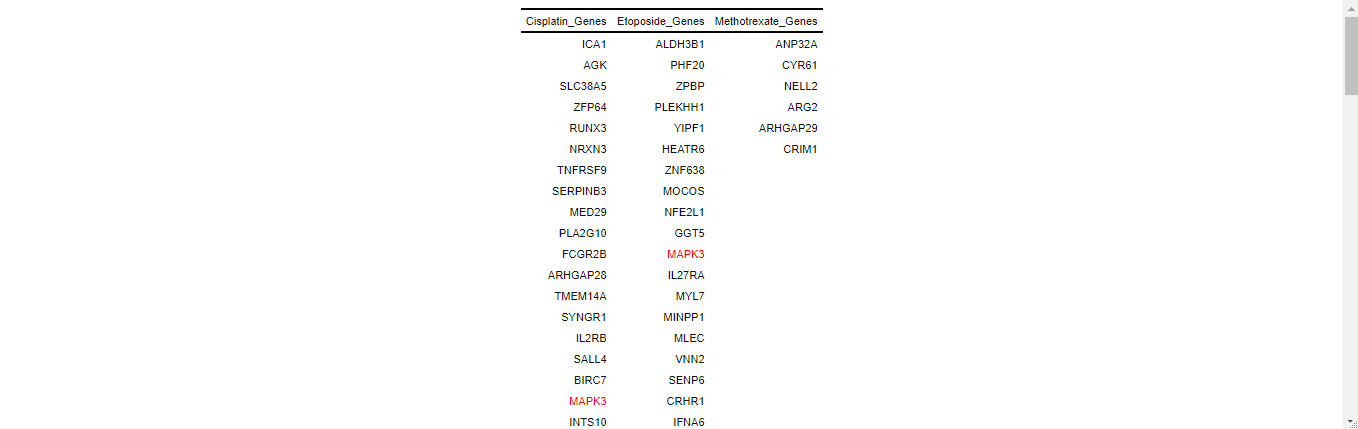 Cisplatin_Genes Etoposide_Genes Methotrexate_Genes
ICA1 ALDH3B1 ANP32A
AGK PHF20 CYR61
SLC38A5 ZPBP NELL2
ZFP64 PLEKHH1 ARG2
RUNX3 YIPF1 ARHGAP29
NRXN3 HEATR6 CRIM1
TNFRSF9 ZNF638
SERPINB3 MOCOS
MED29 NFE2L1
PLA2G10 GGT5
FCGR2B MAPK3
ARHGAP28 IL27RA
TMEM14A MYL7
SYNGR1 MINPP1
IL2RB MLEC
SALL4 VNN2
BIRC7 SENP6
MAPK3 CRHR1
INTS10 IFNA6